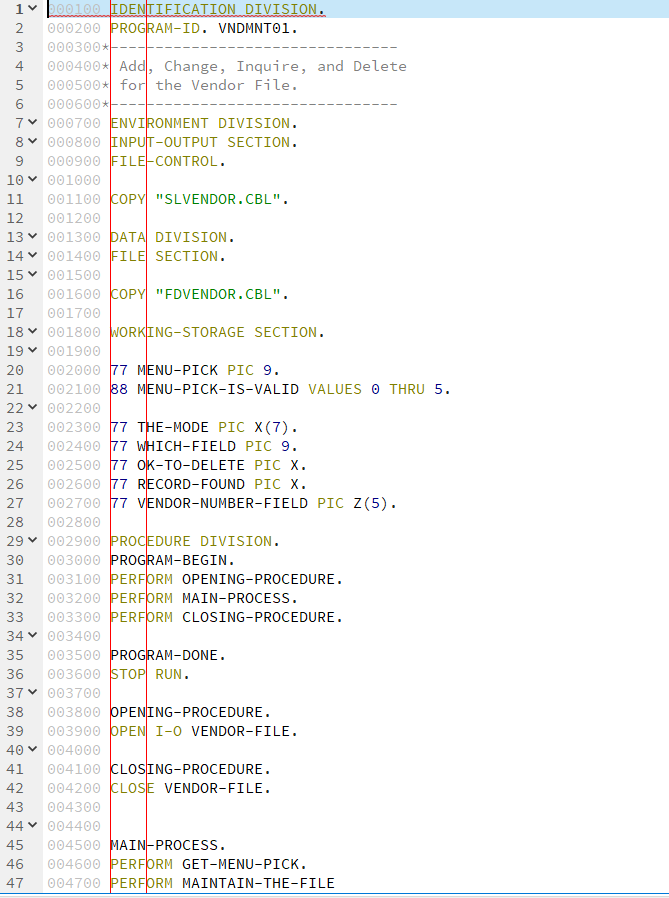 1 000100 IDENTIFICATION DIVISION.
2 000200 PROGRAM-ID. VNDMNT01.
3 000300*--------------------------------
4 000400* Add, Change, Inquire, and Delete
5 000500* for the Vendor File.
6 000600*--------------------------------
7 000700 ENVIRONMENT DIVISION.
8 000800 INPUT-OUTPUT SECTION.
9 000900 FILE-CONTROL.
10 001000
11 001100 COPY "SLVENDOR.CBL".
12 001200
13 001300 DATA DIVISION.
14 001400 FILE SECTION.
15 001500
16 001600 COPY "FDVENDOR.CBL".
17 001700
18 001800 WORKING-STORAGE SECTION.
19 001900
20 002000 77 MENU-PICK PIC 9.
21 002100 88 MENU-PICK-IS-VALID VALUES 0 THRU 5.
22 002200
23 002300 77 THE-MODE PIC X(7).
24 002400 77 WHICH-FIELD PIC 9.
25 002500 77 OK-TO-DELETE PIC X.
26 002600 77 RECORD-FOUND PIC X.
27 002700 77 VENDOR-NUMBER-FIELD PIC Z(5).
28 002800
29 002900 PROCEDURE DIVISION.
30 003000 PROGRAM-BEGIN.
31 003100 PERFORM OPENING-PROCEDURE.
32 003200 PERFORM MAIN-PROCESS.
33 003300 PERFORM CLOSING-PROCEDURE.
34 003400
35 003500 PROGRAM-DONE.
36 003600 STOP RUN.
37 003700
38 003800 OPENING-PROCEDURE.
39 003900 OPEN I-O VENDOR-FILE.
40 004000
41 004100 CLOSING-PROCEDURE.
42 004200 CLOSE VENDOR-FILE.
43 004300
44 004400
45 004500 MAIN-PROCESS.
46 004600 PERFORM GET-MENU-PICK.
47 004700 PERFORM MAINTAIN-THE-FILE